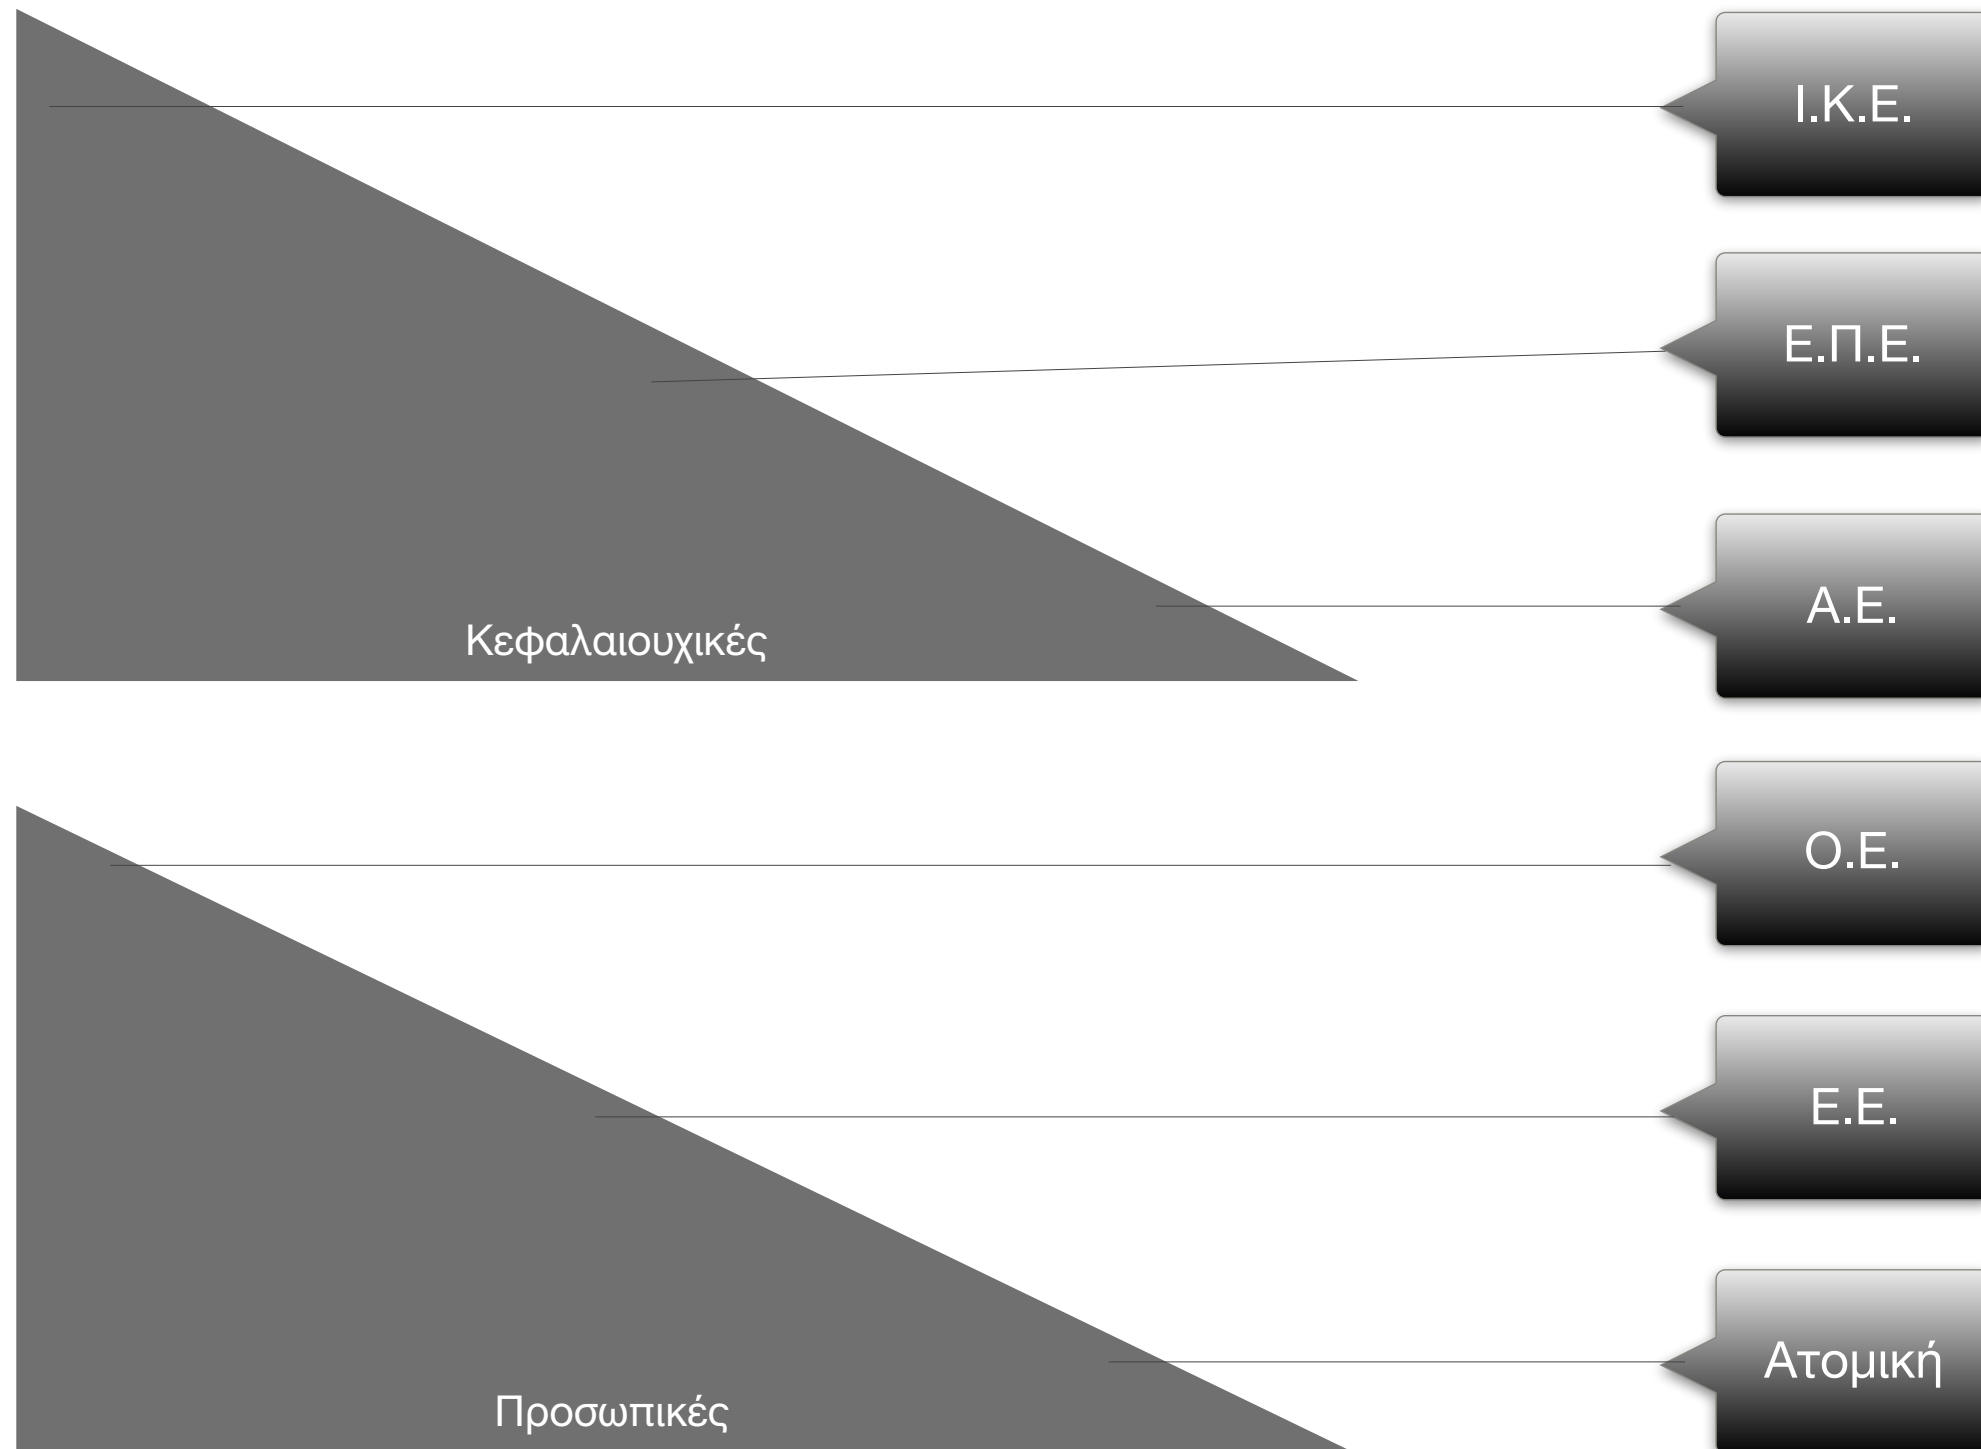 Ι.Κ.Ε.
Ε.Π.Ε.
Α.Ε.
Κεφαλαιουχικές
Ο.Ε.
Ε.Ε.
Ατομική
Προσωπικές